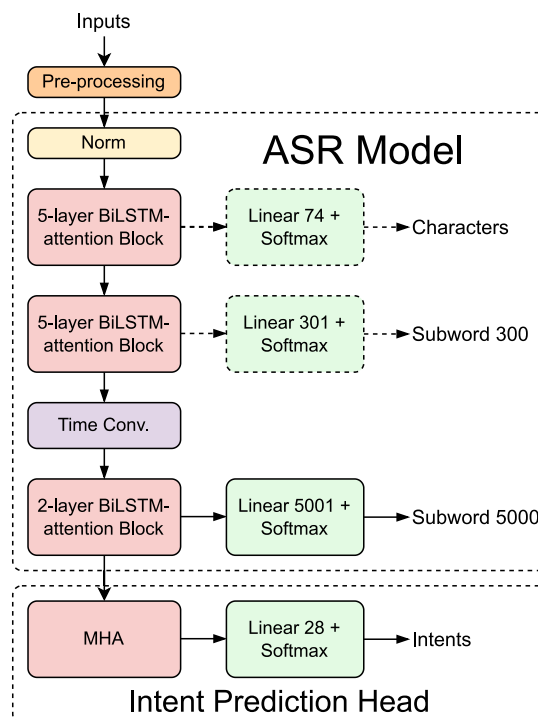 Inputs
Pre-processing
Norm
ASR Model
5-layer BiLSTM-
attention Block
Linear 74 +
Softmax
Characters
5-layer BiLSTM-
attention Block
Linear 301 +
Softmax
Subword 300
Time Conv.
2-layer BiLSTM-
attention Block
Linear 5001 +
Softmax
Subword 5000
MHA
Linear 28 +
Softmax
Intents
Intent Prediction Head